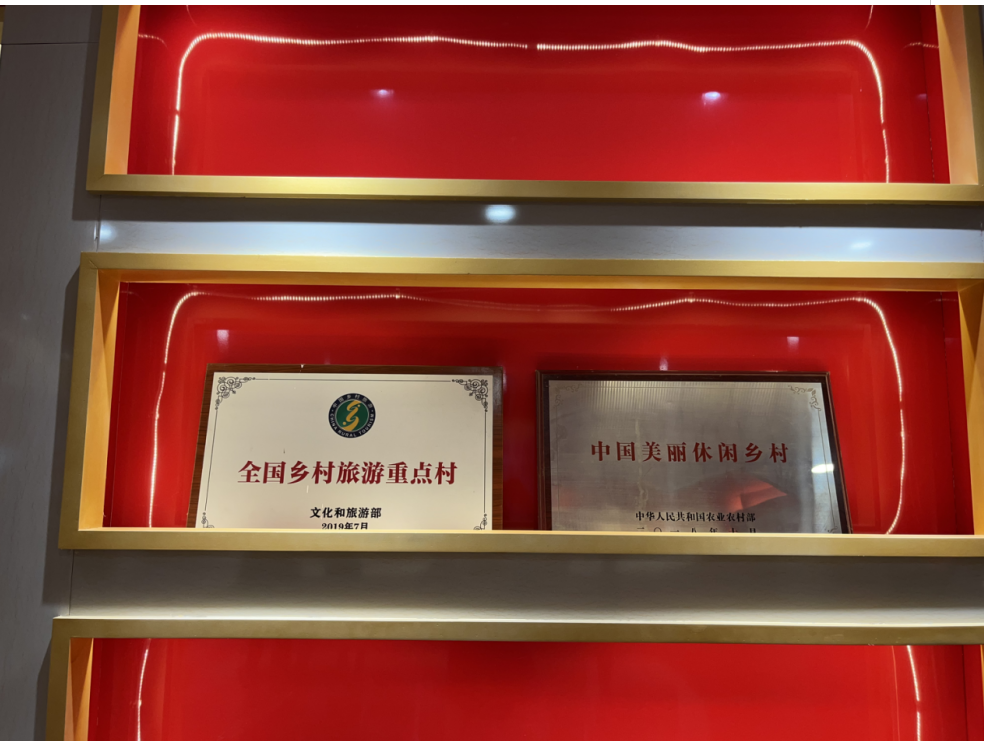 全国乡村旅游重点村
文化和旅游部
2019年7月
中国美丽休闲乡村
中华人民共和国农业农村部